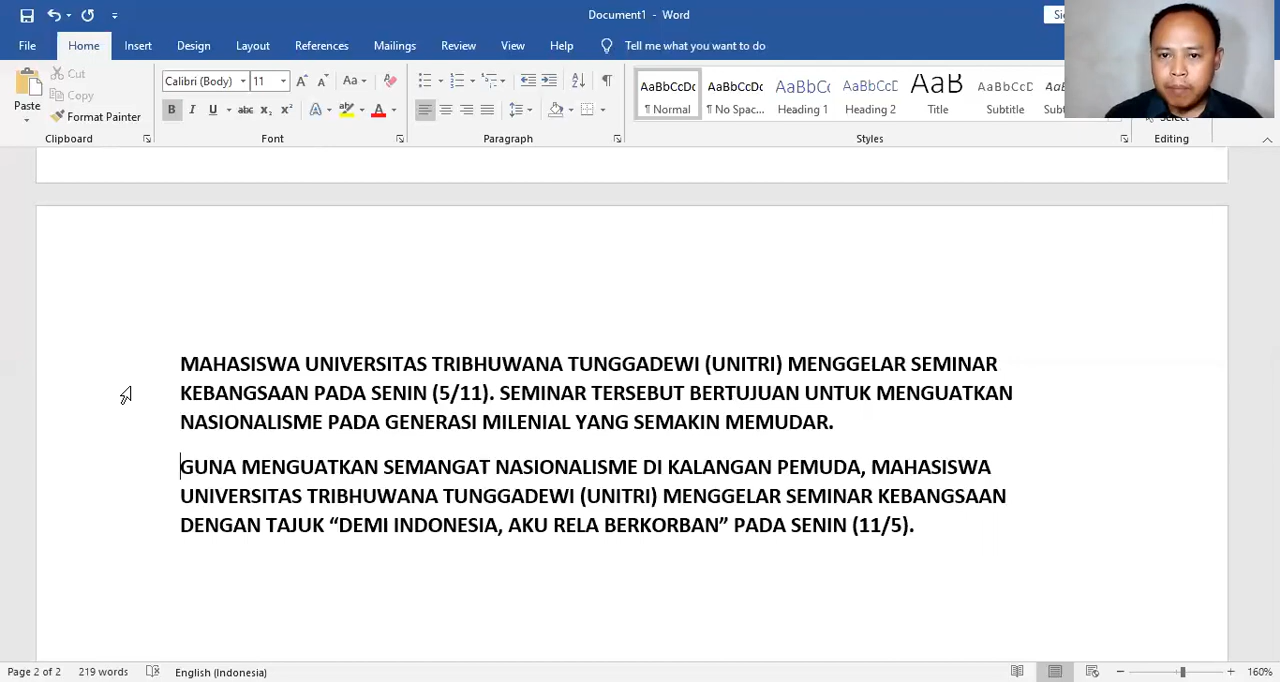 Document1 - Word
File Home Insert Design Layout References Mailings Review View Help Tell me what you want to do
Paste
Cut
Copy
Format Painter
Calibri (Body) 11
AaBbCcDc AaBbCcDc AaBbCc AaBbCcC AaB AaBbCcC
¶ Normal ¶ No Spac... Heading 1 Heading 2 Title Subtitle
Clipboard Font Paragraph Styles Editing
MAHASISWA UNIVERSITAS TRIBHUWANA TUNGGADEWI (UNITRI) MENGGELAR SEMINAR
KEBANGSAAN PADA SENIN (5/11). SEMINAR TERSEBUT BERTUJUAN UNTUK MENGUATKAN
NASIONALISME PADA GENERASI MILENIAL YANG SEMAKIN MEMUDAR.
GUNA MENGUATKAN SEMANGAT NASIONALISME DI KALANGAN PEMUDA, MAHASISWA
UNIVERSITAS TRIBHUWANA TUNGGADEWI (UNITRI) MENGGELAR SEMINAR KEBANGSAAN
DENGAN TAJUK “DEMI INDONESIA, AKU RELA BERKORBAN” PADA SENIN (11/5).
Page 2 of 2 219 words English (Indonesia) 160%